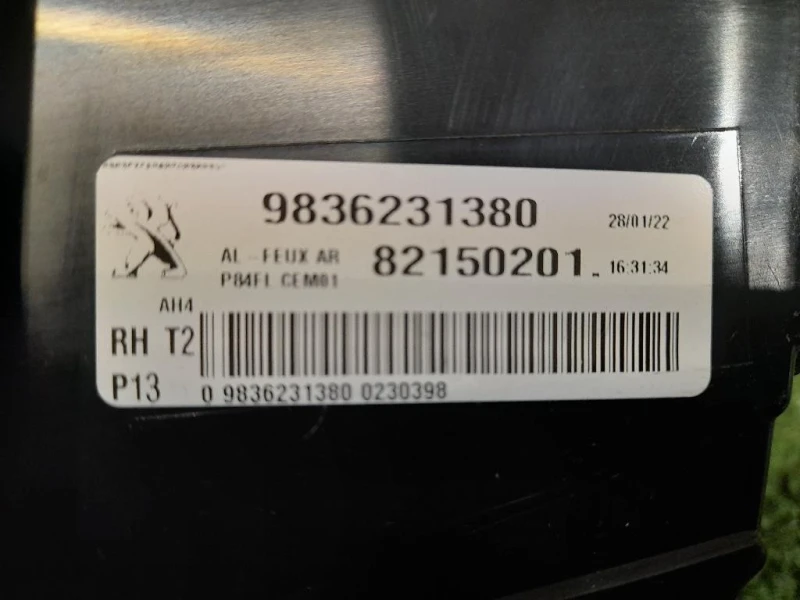 9836231380 28/01/22
AL - FEUX AR 82150201. 16:31:34
P84FL CEM01
AH4
RH T2
P13 0 9836231380 0230398